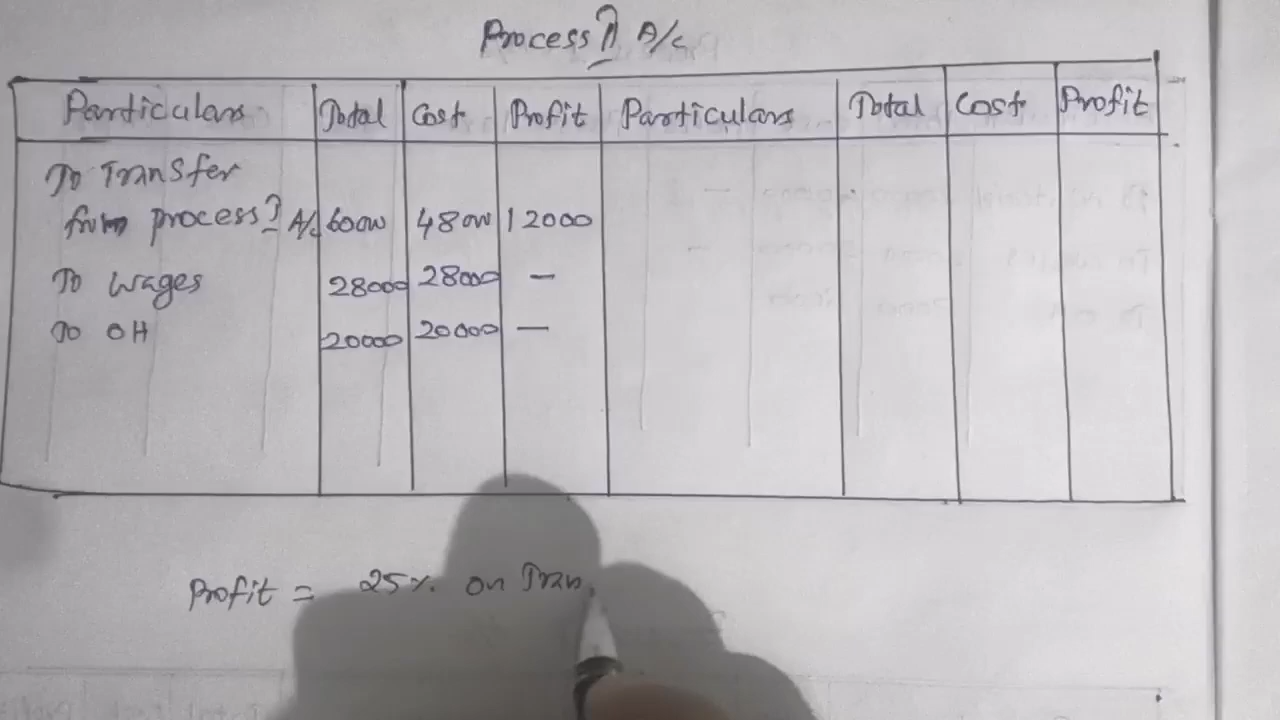 Process II A/c
Particulars Total Cost Profit Particulars Total Cost Profit
To Transfer
from process I A/c 60000 48000 12000
To wages 28000 28000 —
To OH 20000 20000 —
Profit = 25% on Tran